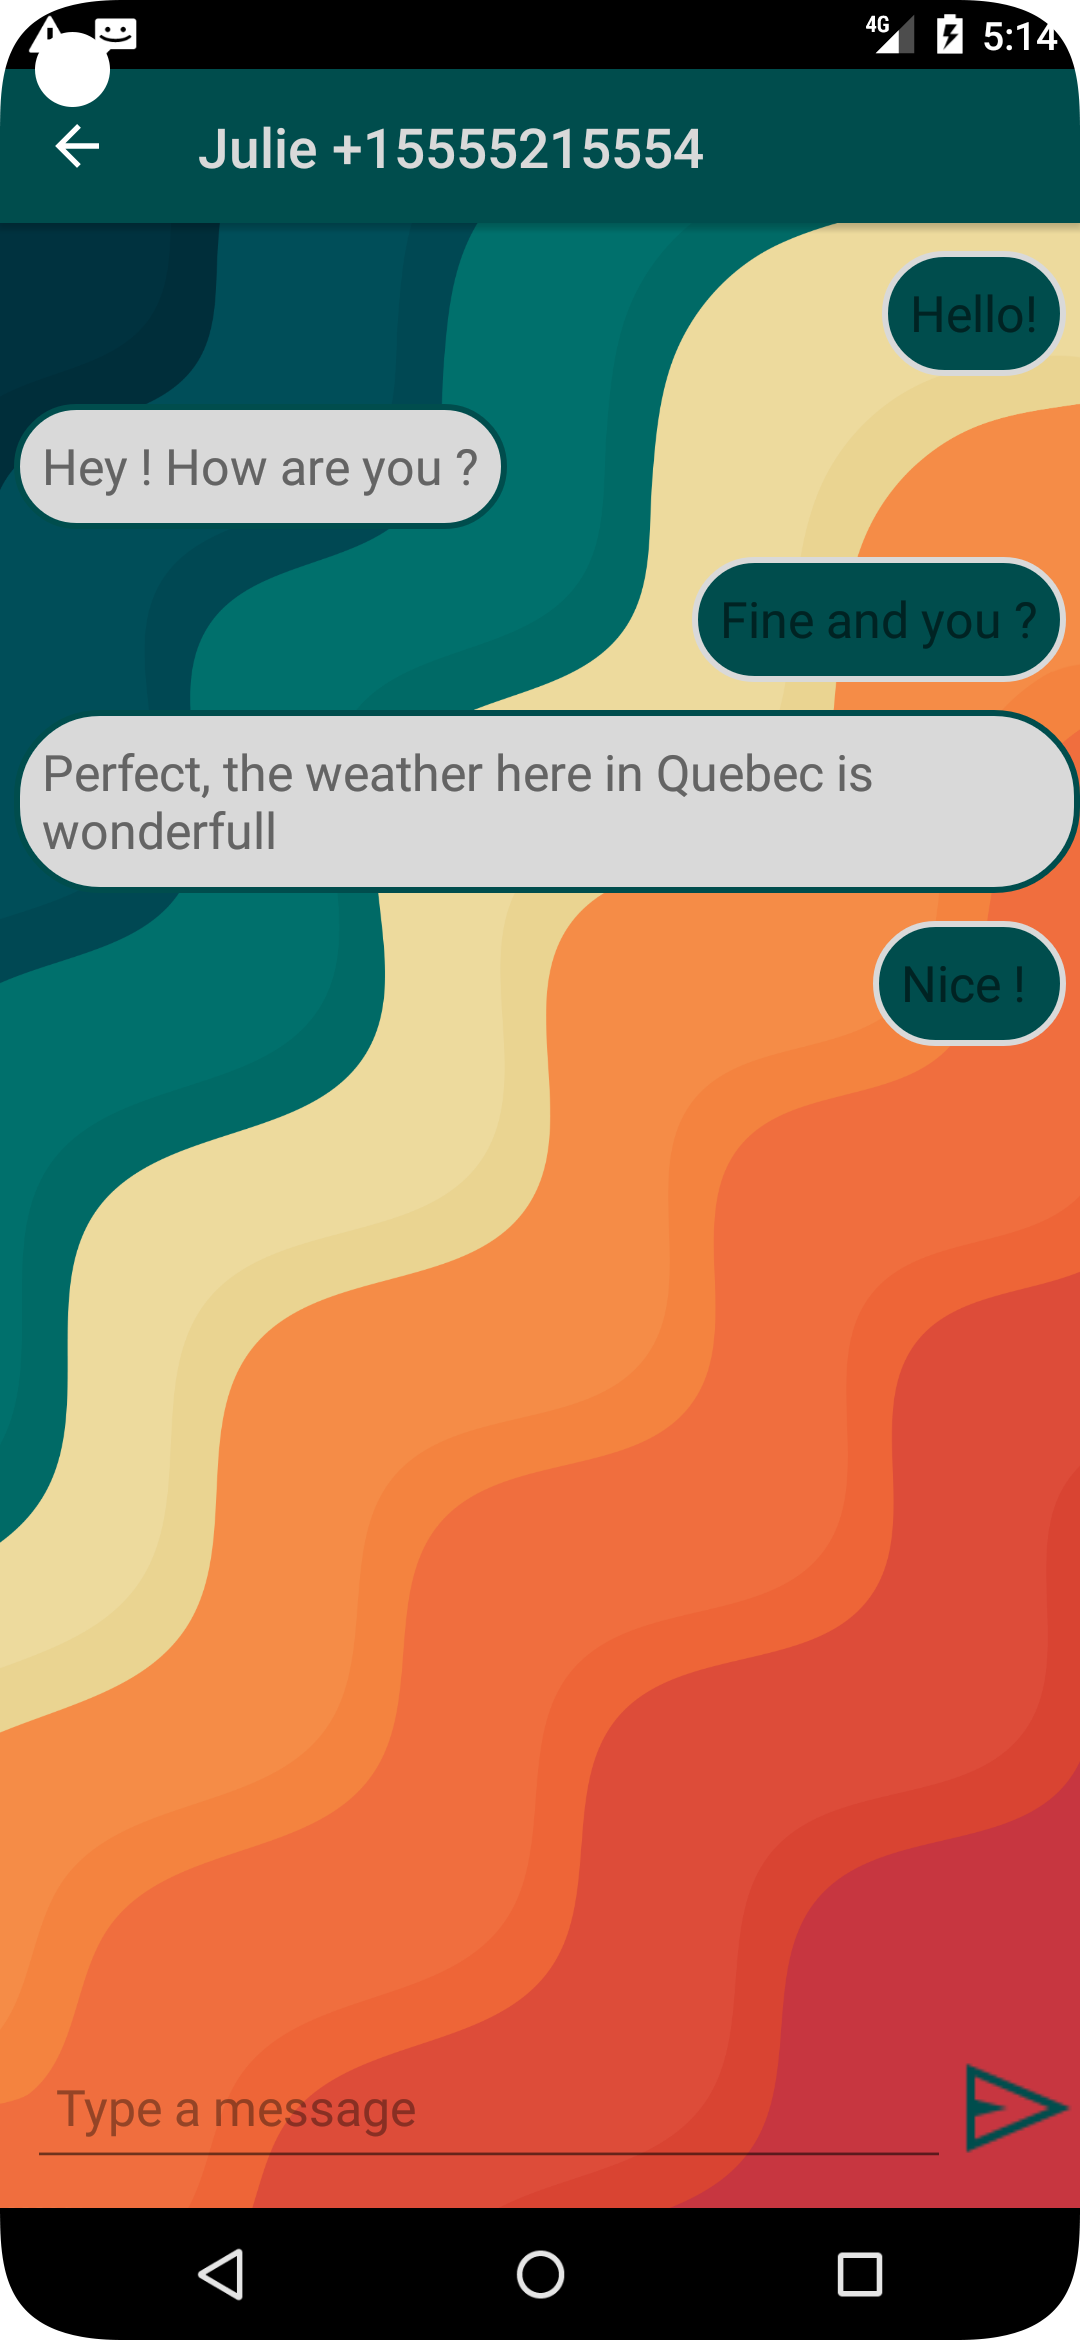 4G 5:14
Julie +15555215554
Hello!
Hey ! How are you ?
Fine and you ?
Perfect, the weather here in Quebec is
wonderfull
Nice !
Type a message